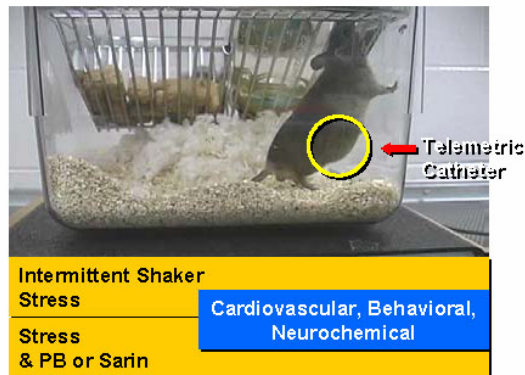 Telemetric
Catheter
Intermittent Shaker
Stress
Cardiovascular, Behavioral,
Neurochemical
Stress
& PB or Sarin